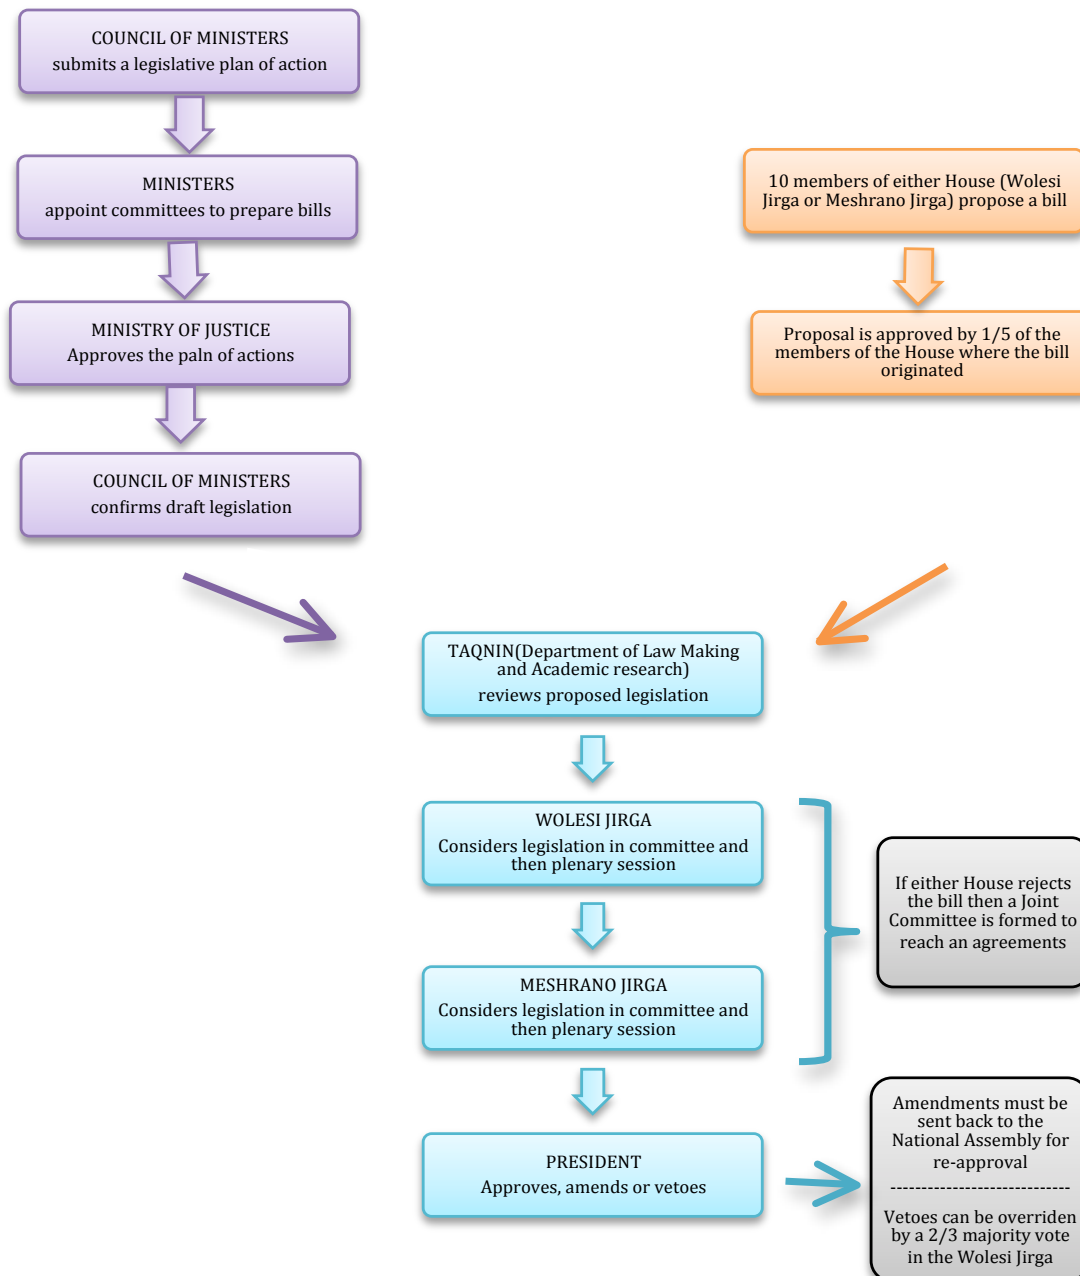 COUNCIL OF MINISTERS
submits a legislative plan of action
MINISTERS
appoint committees to prepare bills
MINISTRY OF JUSTICE
Approves the paln of actions
COUNCIL OF MINISTERS
confirms draft legislation
10 members of either House (Wolesi
Jirga or Meshrano Jirga) propose a bill
Proposal is approved by 1/5 of the
members of the House where the bill
originated
TAQNIN(Department of Law Making
and Academic research)
reviews proposed legislation
WOLESI JIRGA
Considers legislation in committee and
then plenary session
MESHRANO JIRGA
Considers legislation in committee and
then plenary session
If either House rejects
the bill then a Joint
Committee is formed to
reach an agreements
PRESIDENT
Approves, amends or vetoes
Amendments must be
sent back to the
National Assembly for
re-approval
-----------------------------
Vetoes can be overriden
by a 2/3 majority vote
in the Wolesi Jirga